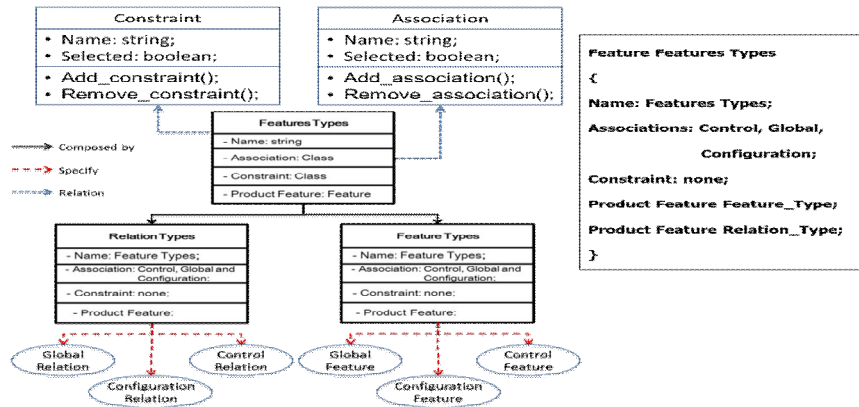 Constraint
• Name: string;
• Selected: boolean;
• Add_constraint();
• Remove_constraint();
Association
• Name: string;
• Selected: boolean;
• Add_association();
• Remove_association();
Composed by
Specify
Relation
Features Types
- Name: string
- Association: Class
- Constraint: Class
- Product Feature: Feature
Relation Types
- Name: Feature Types;
- Association: Control, Global and
Configuration;
- Constraint: none;
- Product Feature:
Feature Types
- Name: Feature Types;
- Association: Control, Global and
Configuration;
- Constraint: none;
- Product Feature:
Global
Relation
Configuration
Relation
Control
Relation
Global
Feature
Configuration
Feature
Control
Feature
Feature Features Types
{
Name: Features Types;
Associations: Control, Global,
Configuration;
Constraint: none;
Product Feature Feature_Type;
Product Feature Relation_Type;
}